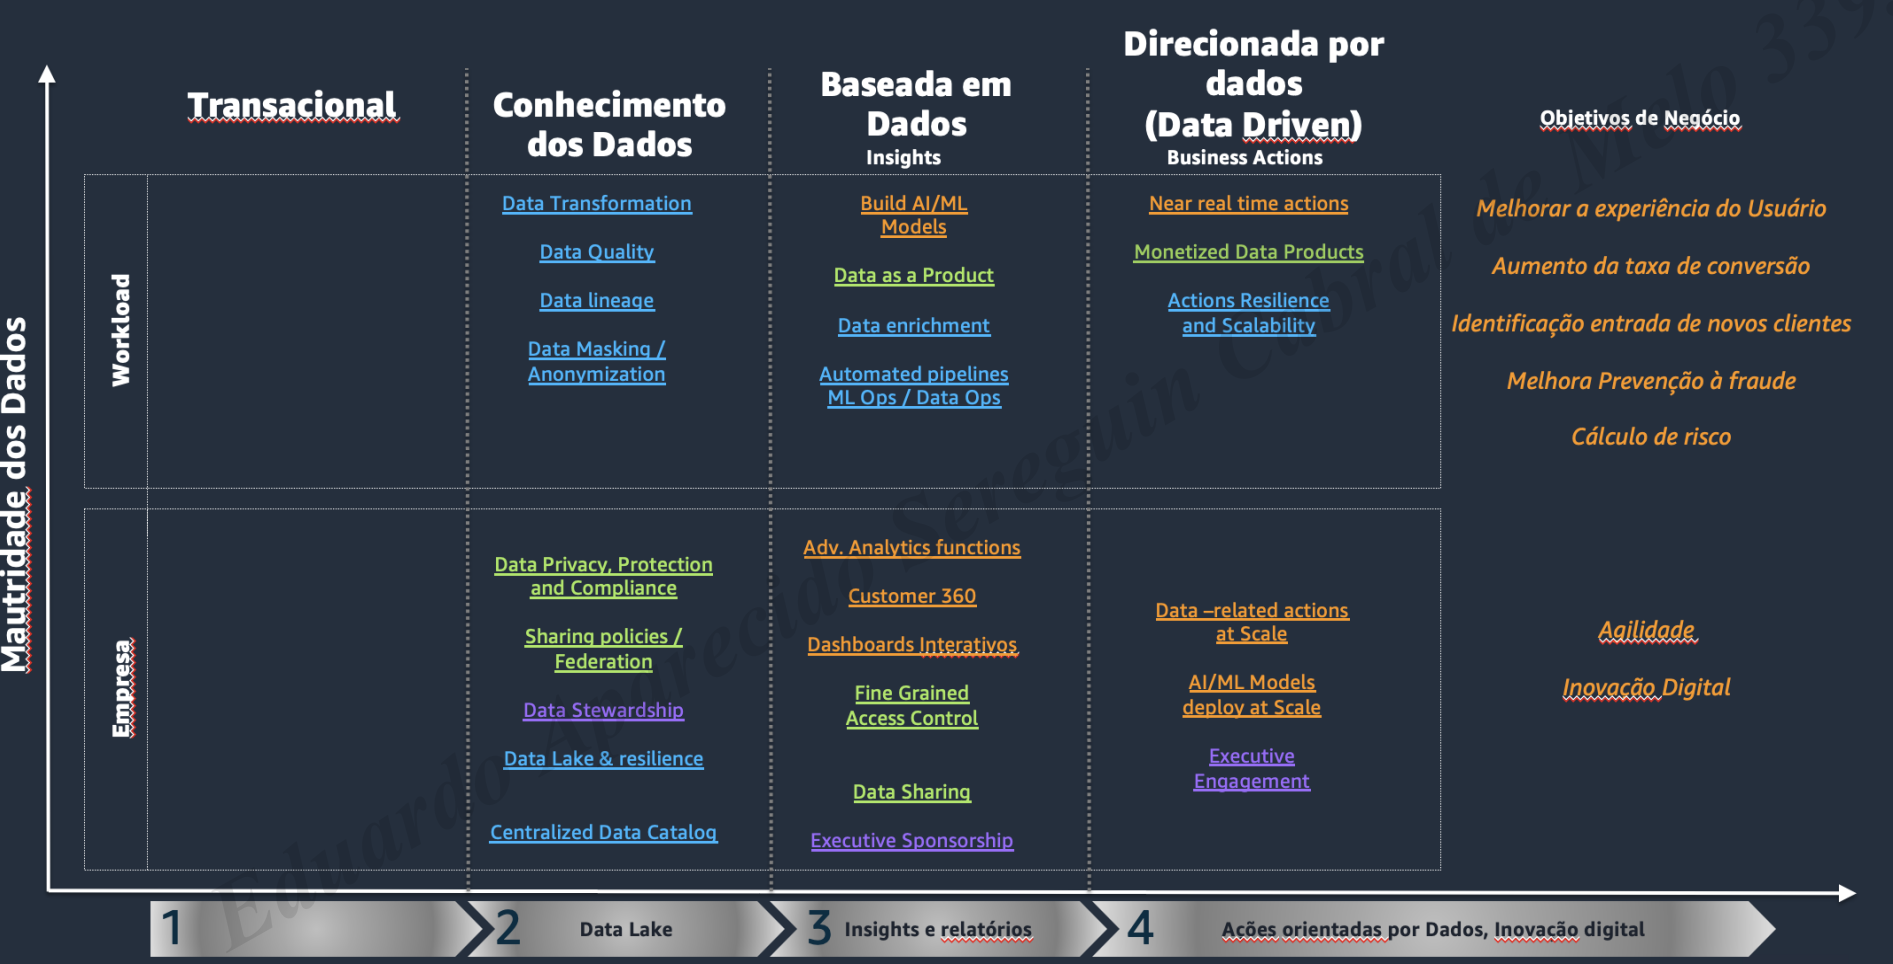 Mautridade dos Dados
Transacional
Conhecimento
dos Dados
Baseada em
Dados
Insights
Direcionada por
dados
(Data Driven)
Business Actions
Objetivos de Negócio
Workload
Data Transformation
Data Quality
Data lineage
Data Masking /
Anonymization
Build AI/ML
Models
Data as a Product
Data enrichment
Automated pipelines
ML Ops / Data Ops
Near real time actions
Monetized Data Products
Actions Resilience
and Scalability
Melhorar a experiência do Usuário
Aumento da taxa de conversão
Identificação entrada de novos clientes
Melhora Prevenção à fraude
Cálculo de risco
Empresa
Data Privacy, Protection
and Compliance
Sharing policies /
Federation
Data Stewardship
Data Lake & resilience
Centralized Data Catalog
Adv. Analytics functions
Customer 360
Dashboards Interativos
Fine Grained
Access Control
Data Sharing
Executive Sponsorship
Data –related actions
at Scale
AI/ML Models
deploy at Scale
Executive
Engagement
Agilidade
Inovação Digital
1
2 Data Lake
3 Insights e relatórios
4 Ações orientadas por Dados, Inovação digital
Eduardo Aparecido Sereguin Cabral de Melo 339